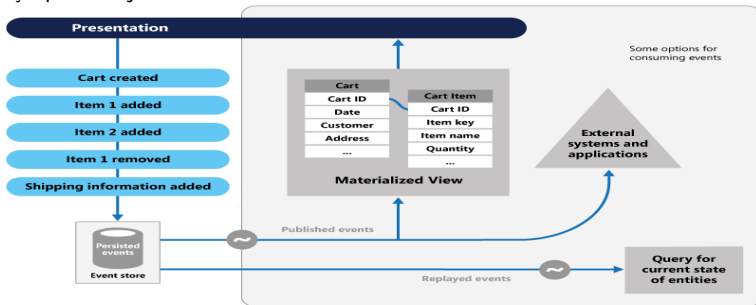 Presentation
Some options for
consuming events
Cart created
Item 1 added
Item 2 added
Item 1 removed
Shipping information added
Cart
Cart ID
Date
Customer
Address
...
Cart Item
Cart ID
Item key
Item name
Quantity
...
Materialized View
External
systems and
applications
Persisted
events
Event store
Published events
Replayed events
Query for
current state
of entities